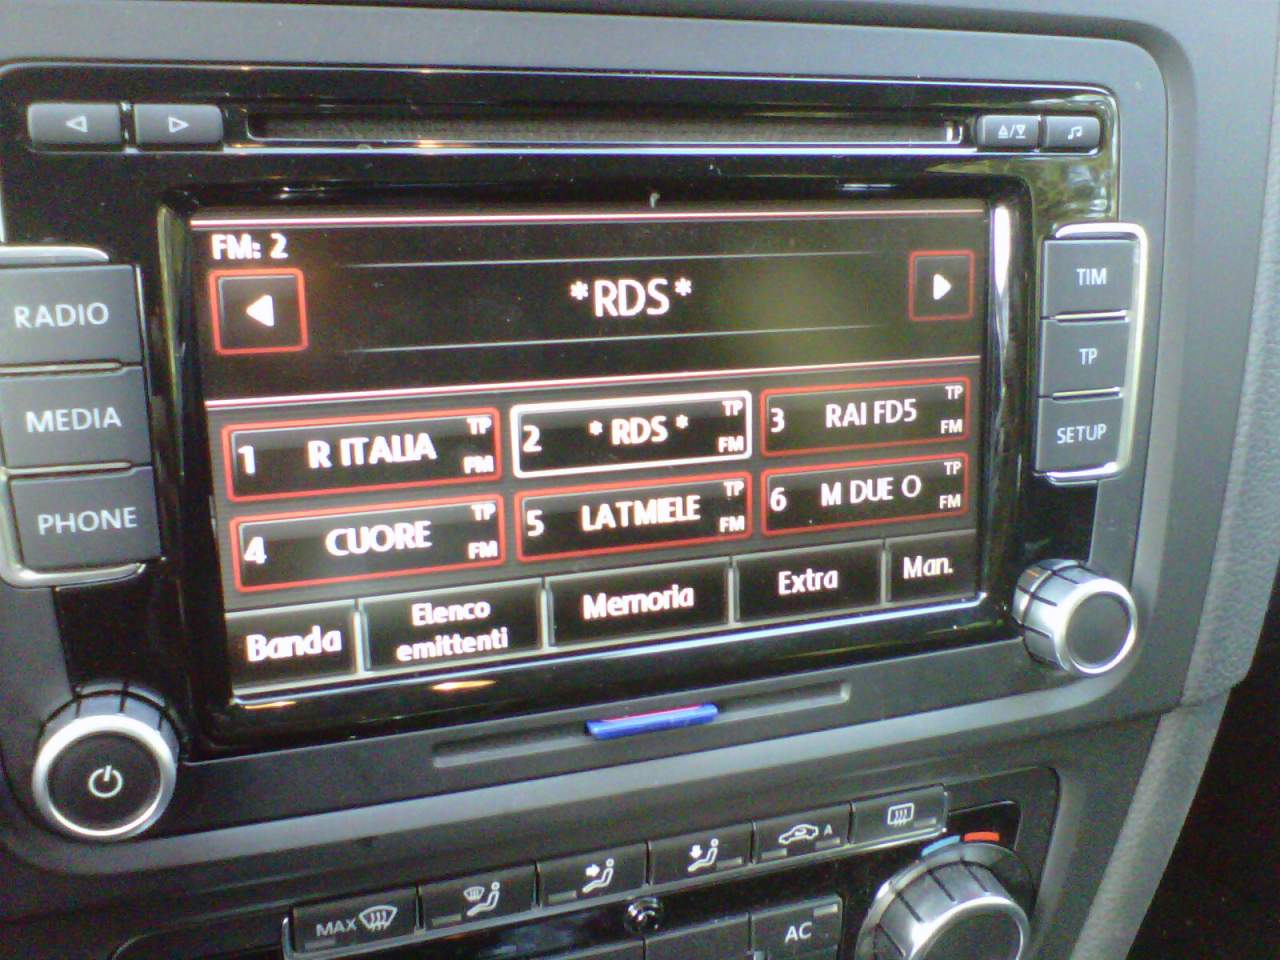 FM: 2
*RDS*
RADIO
MEDIA
PHONE
TIM
TP
SETUP
1 R ITALIA TP FM
2 * RDS * TP FM
3 RAI FD5 TP FM
4 CUORE TP FM
5 LATMIELE TP FM
6 M DUE O TP FM
Banda
Elenco
emittenti
Memoria
Extra
Man.
MAX
A
AC